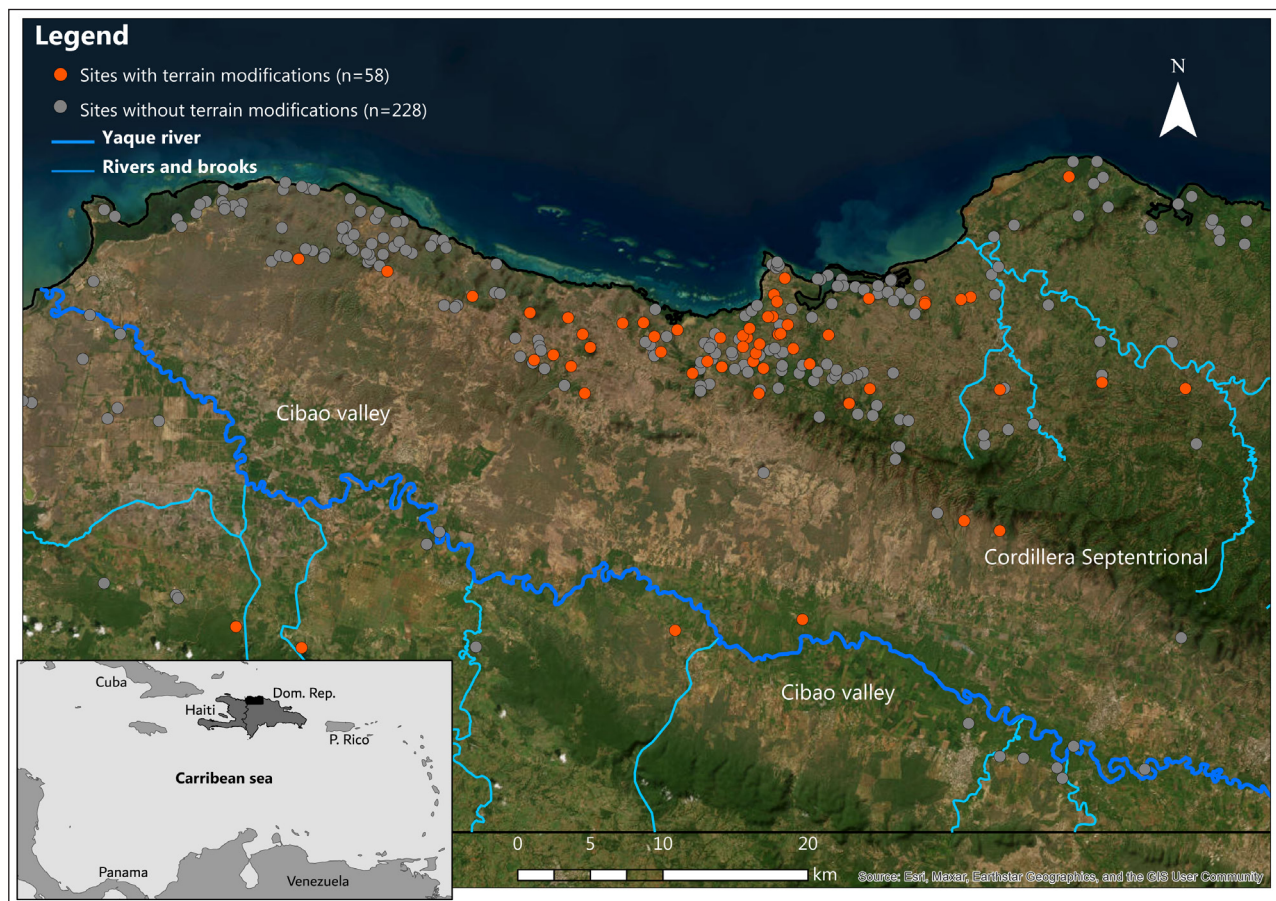 Legend
Sites with terrain modifications (n=58)
Sites without terrain modifications (n=228)
Yaque river
Rivers and brooks
N
Cibao valley
Cordillera Septentrional
Cibao valley
Cuba
Haiti
Dom. Rep.
P. Rico
Carribean sea
Panama
Venezuela
0 5 10 20
km
Source: Esri, Maxar, Earthstar Geographics, and the GIS User Community